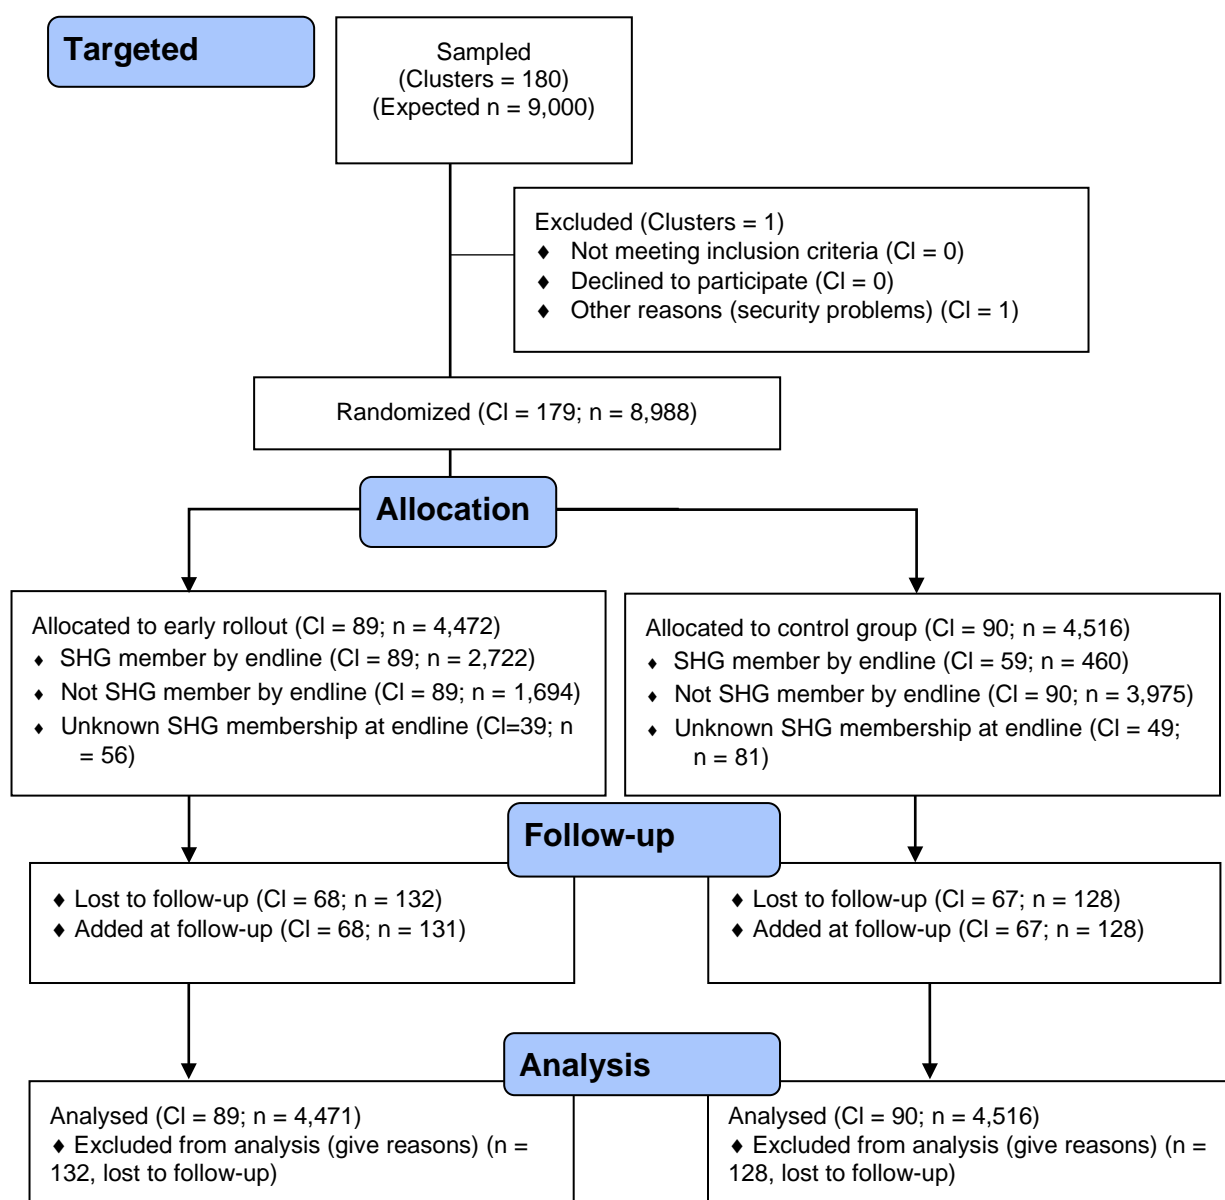 Targeted
Sampled
(Clusters = 180)
(Expected n = 9,000)
Excluded (Clusters = 1)
♦ Not meeting inclusion criteria (Cl = 0)
♦ Declined to participate (Cl = 0)
♦ Other reasons (security problems) (Cl = 1)
Randomized (Cl = 179; n = 8,988)
Allocation
Allocated to early rollout (Cl = 89; n = 4,472)
♦ SHG member by endline (Cl = 89; n = 2,722)
♦ Not SHG member by endline (Cl = 89; n = 1,694)
♦ Unknown SHG membership at endline (Cl=39; n
= 56)
Allocated to control group (Cl = 90; n = 4,516)
♦ SHG member by endline (Cl = 59; n = 460)
♦ Not SHG member by endline (Cl = 90; n = 3,975)
♦ Unknown SHG membership at endline (Cl = 49;
n = 81)
Follow-up
♦ Lost to follow-up (Cl = 68; n = 132)
♦ Added at follow-up (Cl = 68; n = 131)
♦ Lost to follow-up (Cl = 67; n = 128)
♦ Added at follow-up (Cl = 67; n = 128)
Analysis
Analysed (Cl = 89; n = 4,471)
♦ Excluded from analysis (give reasons) (n =
132, lost to follow-up)
Analysed (Cl = 90; n = 4,516)
♦ Excluded from analysis (give reasons) (n =
128, lost to follow-up)